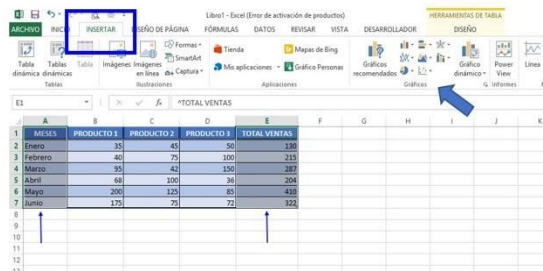 Libro1 - Excel (Error de activación de productos)
HERRAMIENTAS DE TABLA
ARCHIVO INICIO INSERTAR DISEÑO DE PÁGINA FÓRMULAS DATOS REVISAR VISTA DESARROLLADOR DISEÑO
Tabla dinámica
Tablas dinámicas
Tabla
Tablas
Imágenes
Imágenes en línea
Formas
SmartArt
Captura
Ilustraciones
Tienda
Mis aplicaciones
Mapas de Bing
Gráficos Personas
Aplicaciones
Gráficos recomendados
Gráfico dinámico
Gráficos
Power View
Informes
Línea
E1 fx ^TOTAL VENTAS
A B C D E F G H I J K
1 MESES PRODUCTO 1 PRODUCTO 2 PRODUCTO 3 TOTAL VENTAS
2 Enero 35 45 50 130
3 Febrero 40 75 100 215
4 Marzo 95 42 150 287
5 Abril 68 100 36 204
6 Mayo 200 125 85 410
7 Junio 175 75 72 322
8
9
10
11
12